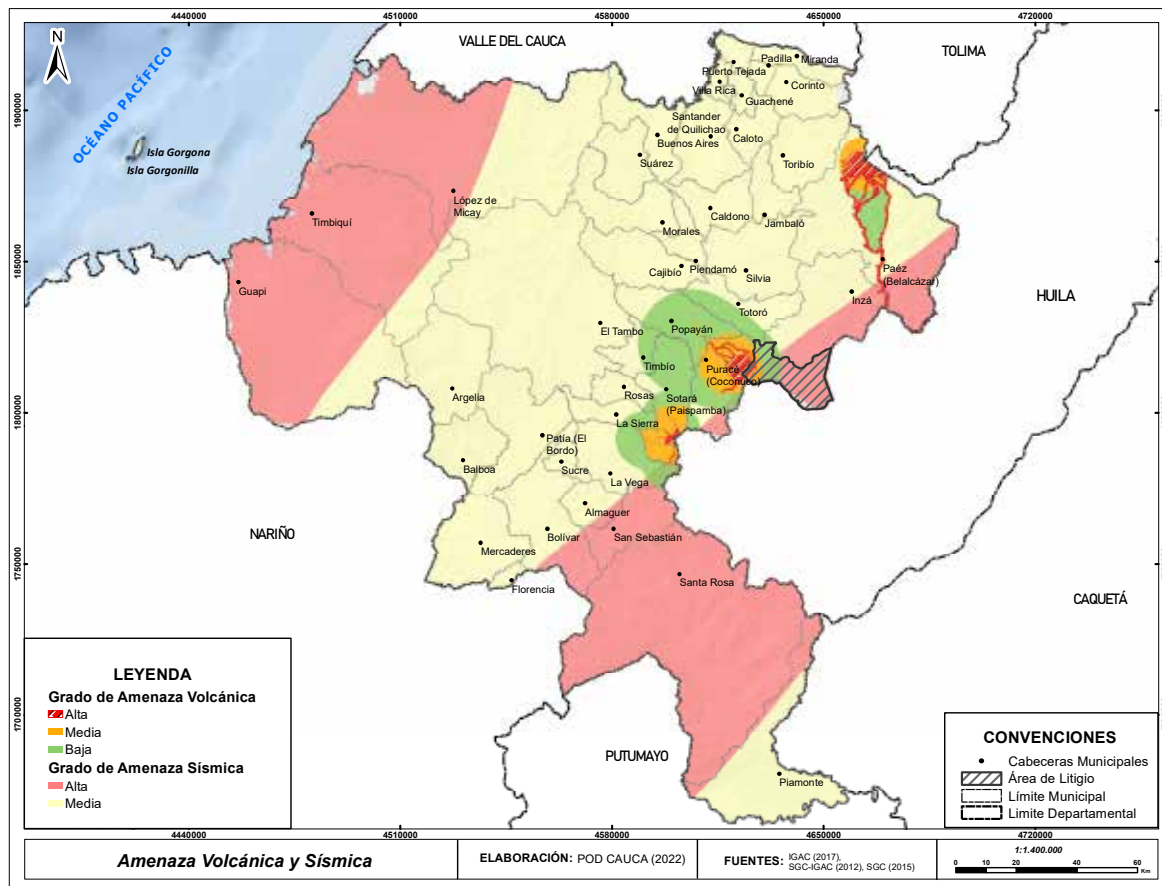 4440000
4510000
4580000
4650000
4720000
N
VALLE DEL CAUCA
TOLIMA
OCÉANO PACÍFICO
Isla Gorgona
Isla Gorgonilla
Padilla
Miranda
Puerto Tejada
Villa Rica
Corinto
Guachené
Santander
de Quilichao
Buenos Aires
Caloto
Suárez
Toribío
López de
Micay
Timbiquí
Caldono
Jambaló
Morales
Cajibío
Piendamó
Silvia
Páez
(Belalcázar)
Guapi
Inzá
HUILA
Totoró
El Tambo
Popayán
Timbío
Puracé
(Coconuco)
Argelia
Rosas
Sotará
(Paispamba)
La Sierra
Patía (El
Bordo)
Balboa
Sucre
La Vega
Almaguer
NARIÑO
Bolívar
San Sebastián
Mercaderes
Florencia
Santa Rosa
CAQUETÁ
PUTUMAYO
Piamonte
1900000
1850000
1800000
1750000
1700000
1900000
1850000
1800000
1750000
1700000
LEYENDA
Grado de Amenaza Volcánica
Alta
Media
Baja
Grado de Amenaza Sísmica
Alta
Media
CONVENCIONES
Cabeceras Municipales
Área de Litigio
Límite Municipal
Limite Departamental
4440000
4510000
4580000
4650000
4720000
Amenaza Volcánica y Sísmica
ELABORACIÓN: POD CAUCA (2022)
FUENTES: IGAC (2017),
SGC-IGAC (2012), SGC (2015)
1:1.400.000
0 10 20 40 60
Km